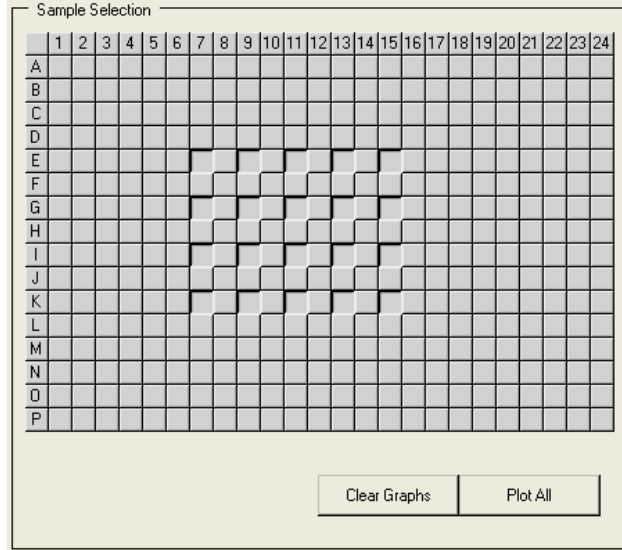 Sample Selection
1 2 3 4 5 6 7 8 9 10 11 12 13 14 15 16 17 18 19 20 21 22 23 24
A
B
C
D
E
F
G
H
I
J
K
L
M
N
O
P
Clear Graphs Plot All